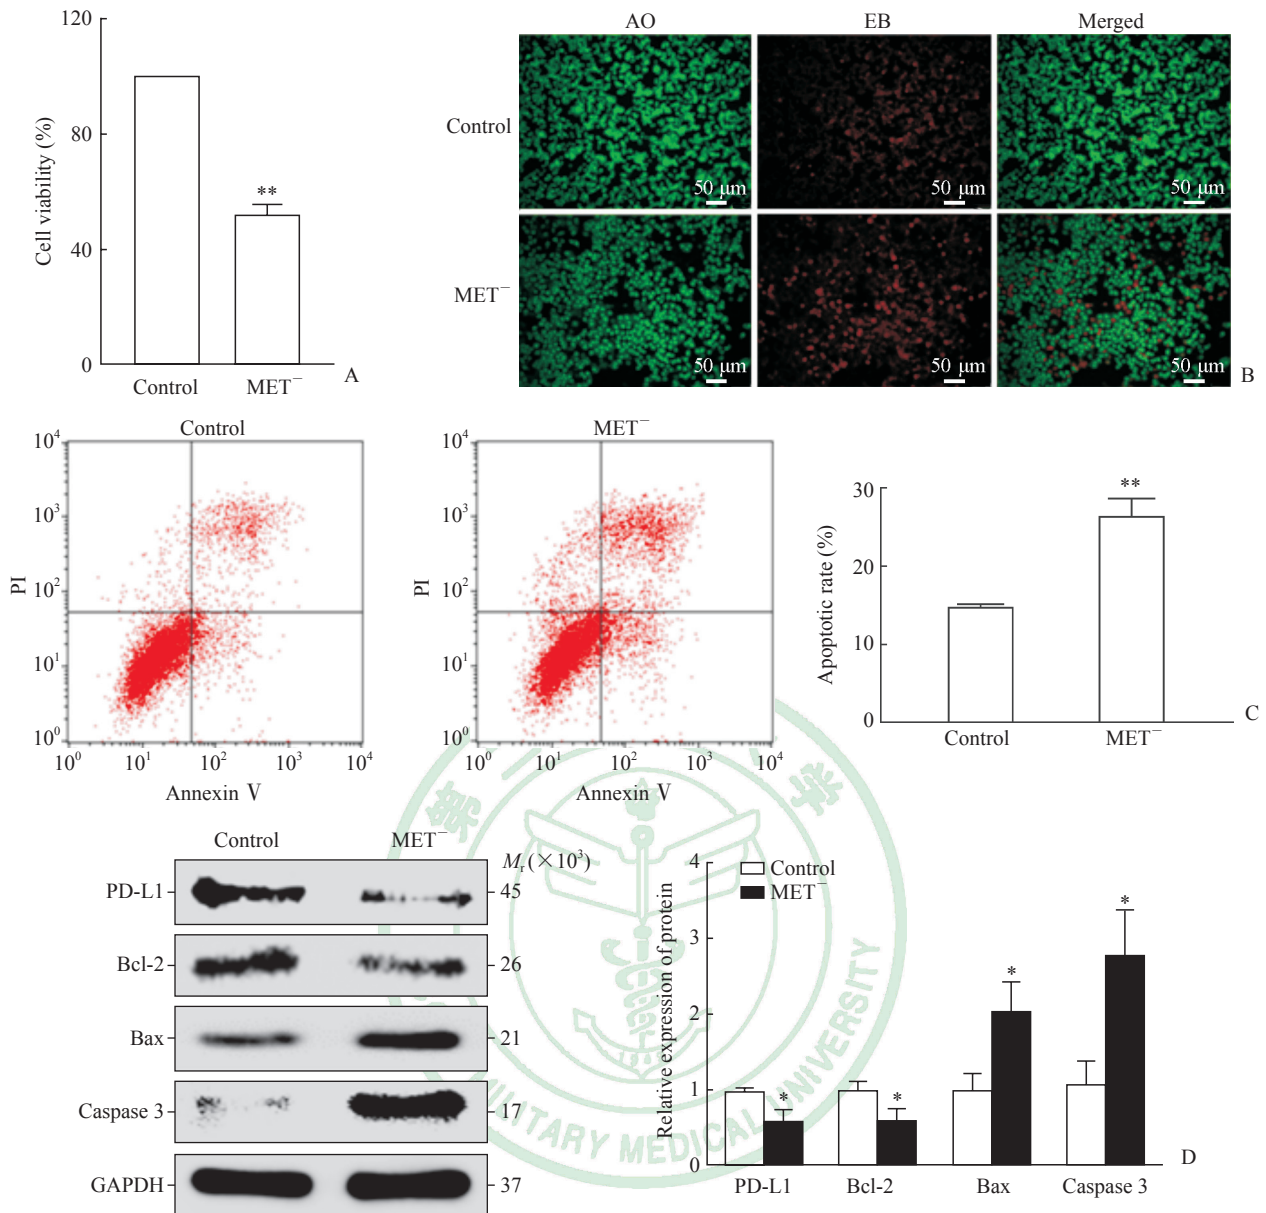 120
80
40
0
Cell viability (%)
**
Control
MET⁻
A
AO
EB
Merged
Control
50 μm
50 μm
50 μm
MET⁻
50 μm
50 μm
50 μm
B
Control
10⁴
10³
10²
10¹
10⁰
PI
10⁰
10¹
10²
10³
10⁴
Annexin Ⅴ
MET⁻
10⁴
10³
10²
10¹
10⁰
PI
10⁰
10¹
10²
10³
10⁴
Annexin Ⅴ
30
20
10
0
Apoptotic rate (%)
**
Control
MET⁻
C
Control
MET⁻
Mr(×10³)
PD-L1
45
Bcl-2
26
Bax
21
Caspase 3
17
GAPDH
37
4
3
2
1
0
Relative expression of protein
Control
MET⁻
*
*
*
*
PD-L1
Bcl-2
Bax
Caspase 3
D
MILITARY MEDICAL UNIVERSITY
1949